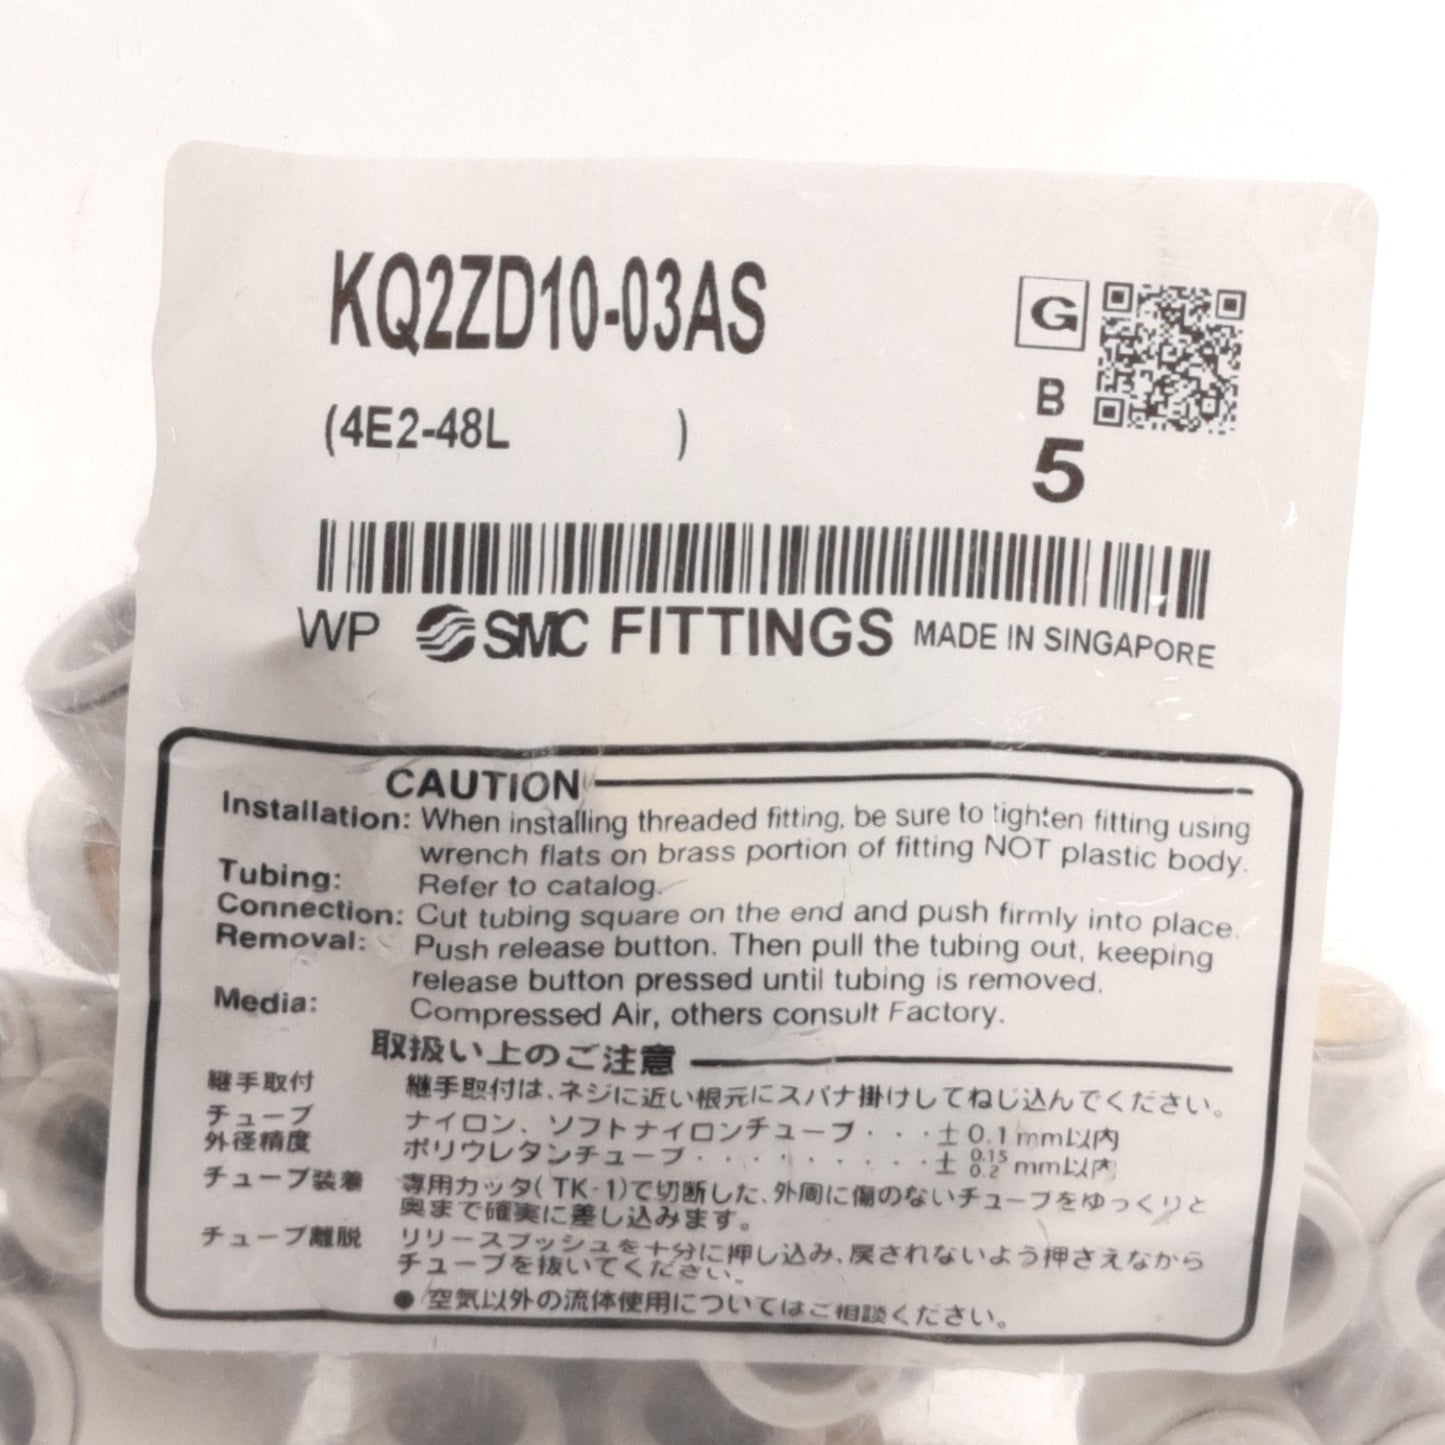 KQ2ZD10-03AS
G
(4E2-48L )
B
5
WP SMC FITTINGS MADE IN SINGAPORE
CAUTION
Installation: When installing threaded fitting, be sure to tighten fitting using
wrench flats on brass portion of fitting NOT plastic body.
Tubing: Refer to catalog.
Connection: Cut tubing square on the end and push firmly into place.
Removal: Push release button. Then pull the tubing out, keeping
release button pressed until tubing is removed.
Media: Compressed Air, others consult Factory.
取扱い上のご注意
継手取付 継手取付は、ネジに近い根元にスパナ掛けしてねじ込んでください。
チューブ ナイロン、ソフトナイロンチューブ・・・± 0.1 mm以内
外径精度 ポリウレタンチューブ・・・・・・・・・± 0.15 0.2 mm以内
チューブ装着 専用カッタ(TK-1)で切断した、外周に傷のないチューブをゆっくりと
奥まで確実に差し込みます。
チューブ離脱 リリースプッシュを十分に押し込み、戻されないよう押さえながら
チューブを抜いてください。
●空気以外の流体使用についてはご相談ください。